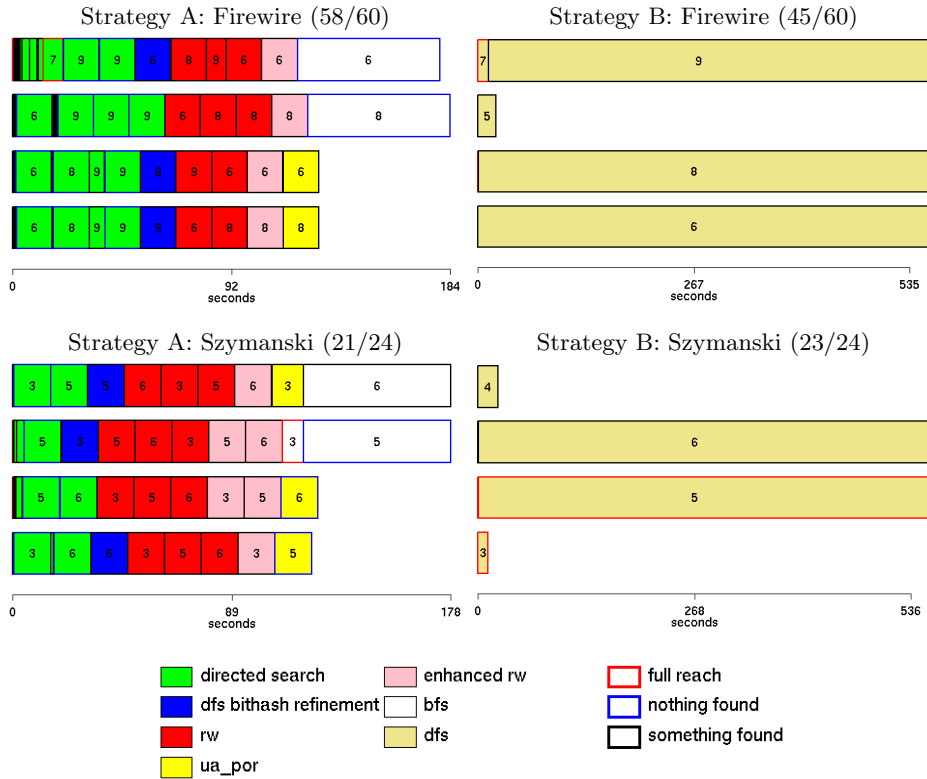 Strategy A: Firewire (58/60)
Strategy B: Firewire (45/60)
7 9 9 6 8 9 6 6 6
7 9
6 9 9 9 6 8 8 8 8
5
6 8 9 9 8 9 6 6 6
8
6 8 9 9 9 6 8 8 8
6
0 92 184
seconds
0 267 535
seconds
Strategy A: Szymanski (21/24)
Strategy B: Szymanski (23/24)
3 5 5 6 3 5 6 3 6
4
5 3 5 6 3 5 6 3 5
6
5 6 3 5 6 3 5 6
5
3 6 6 3 5 6 3 5
3
0 89 178
seconds
0 268 536
seconds
directed search
enhanced rw
full reach
dfs bithash refinement
bfs
nothing found
rw
dfs
something found
ua_por